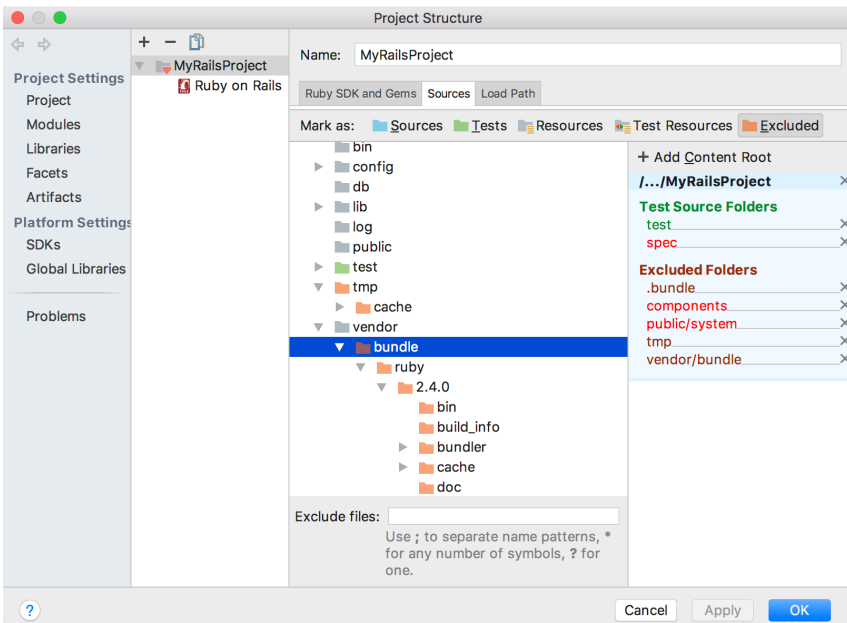 Project Structure
Project Settings
Project
Modules
Libraries
Facets
Artifacts
Platform Settings
SDKs
Global Libraries
Problems
MyRailsProject
Ruby on Rails
Name: MyRailsProject
Ruby SDK and Gems Sources Load Path
Mark as: Sources Tests Resources Test Resources Excluded
bin
config
db
lib
log
public
test
tmp
cache
vendor
bundle
ruby
2.4.0
bin
build_info
bundler
cache
doc
Exclude files:
Use ; to separate name patterns, *
for any number of symbols, ? for
one.
+ Add Content Root
/.../MyRailsProject
Test Source Folders
test
spec
Excluded Folders
.bundle
components
public/system
tmp
vendor/bundle
?
Cancel Apply OK